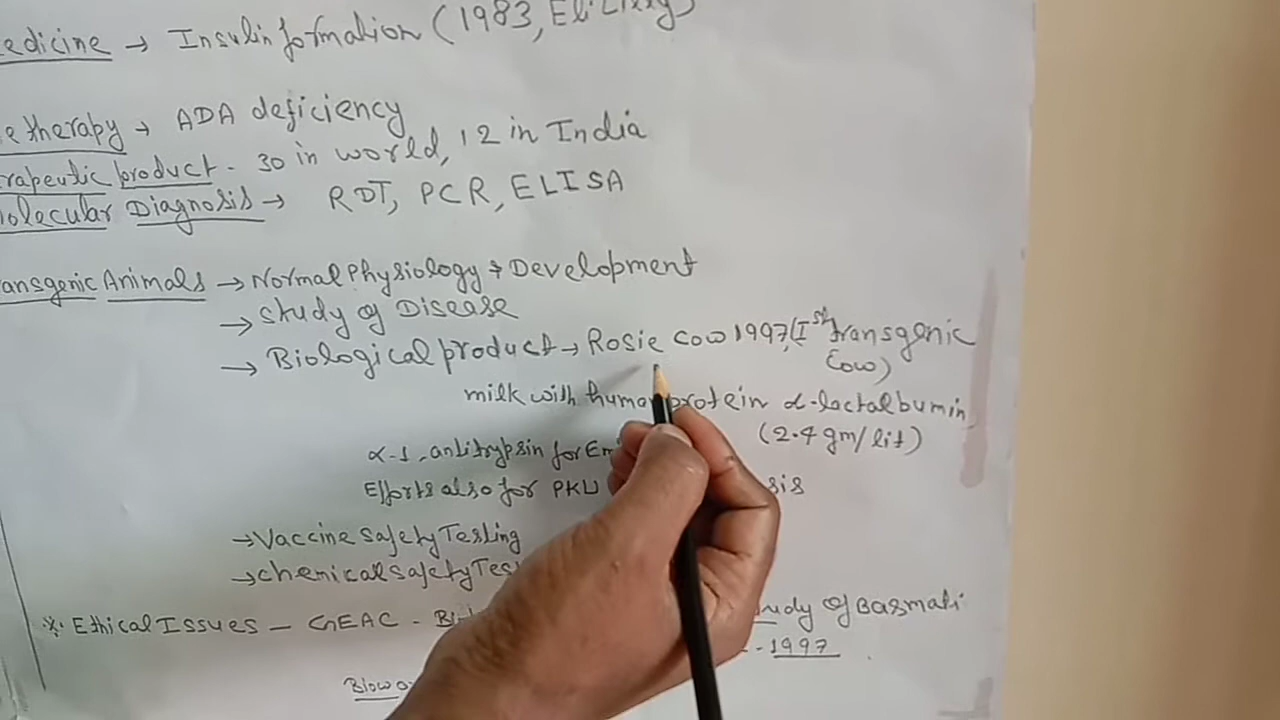 edicine → Insulin formation (1983, Eli Lilly)
e therapy → ADA deficiency
rapeutic product - 30 in world, 12 in India
olecular Diagnosis → RDT, PCR, ELISA
ansgenic Animals → Normal Physiology & Development
→ Study of Disease
→ Biological product → Rosie cow 1997, (Ist transgenic
Cow)
milk with human protein α-lactalbumin
(2.4 gm/lit)
α-1-antitrypsin for Em
Efforts also for PKU sis
→ Vaccine Safety Testing
→ chemical safety Tes
* Ethical Issues - GEAC - udy of Basmati
- 1997